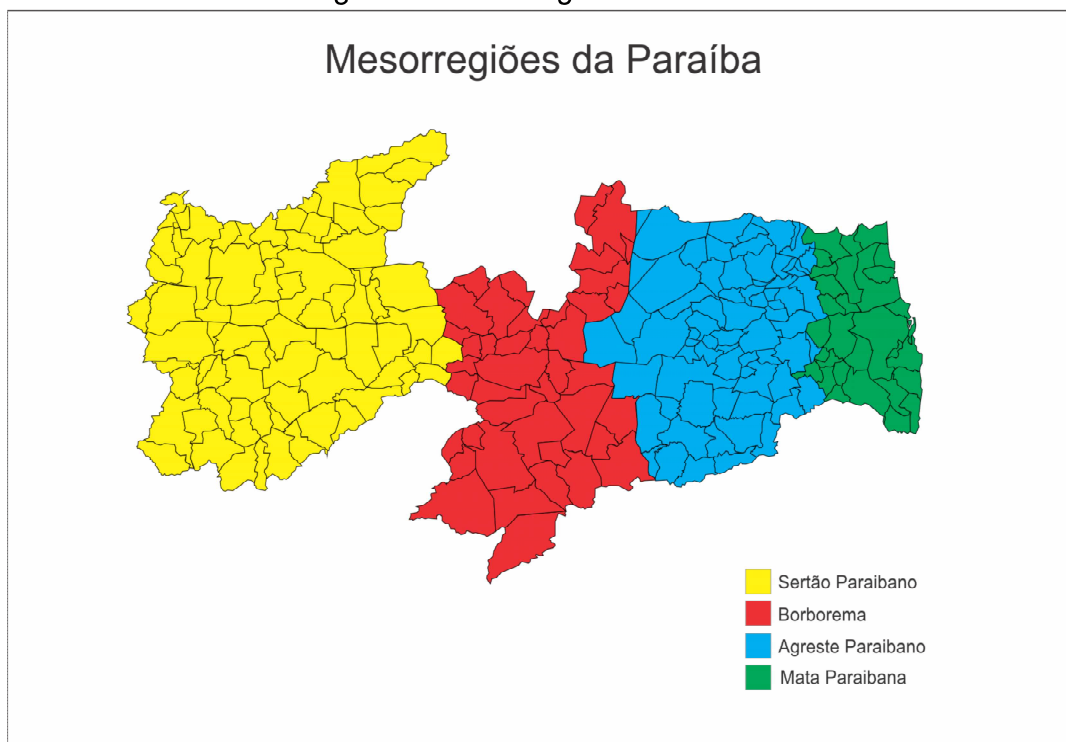 Mesorregiões da Paraíba
Sertão Paraibano
Borborema
Agreste Paraibano
Mata Paraibana